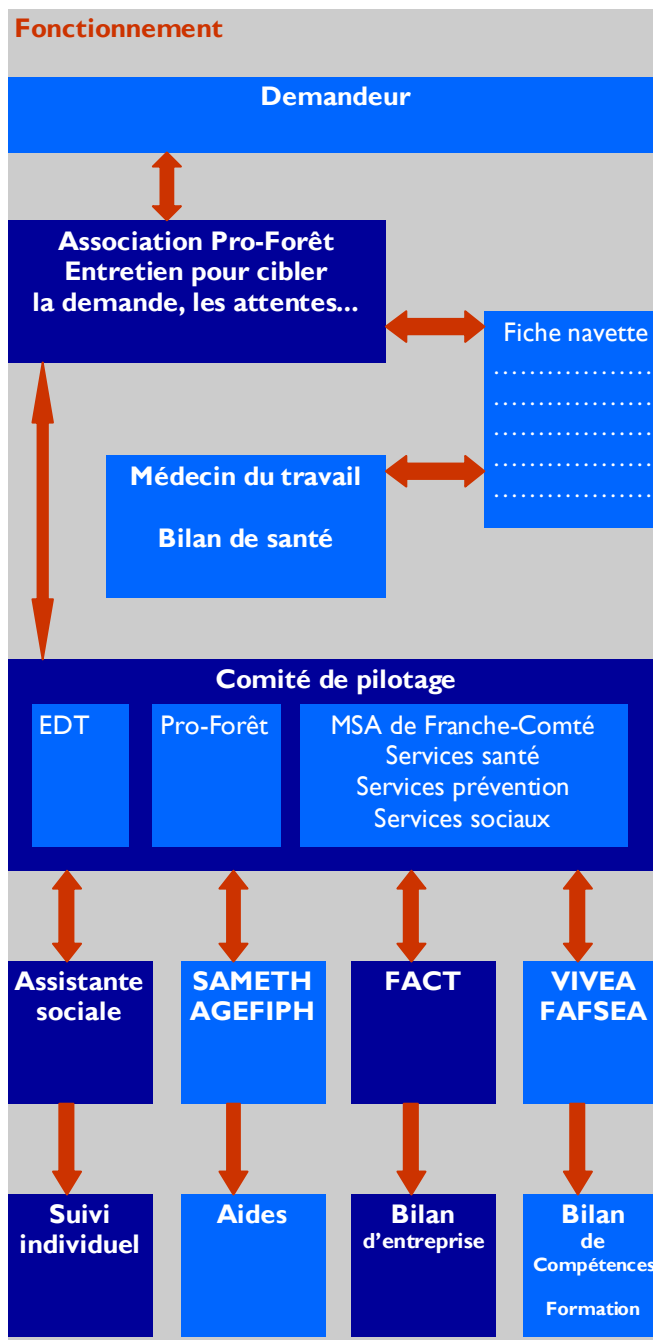 Fonctionnement
Demandeur
Association Pro-Forêt
Entretien pour cibler
la demande, les attentes...
Fiche navette
..................
..................
..................
..................
..................
Médecin du travail
Bilan de santé
Comité de pilotage
EDT
Pro-Forêt
MSA de Franche-Comté
Services santé
Services prévention
Services sociaux
Assistante
sociale
SAMETH
AGEFIPH
FACT
VIVEA
FAFSEA
Suivi
individuel
Aides
Bilan
d'entreprise
Bilan
de
Compétences
Formation